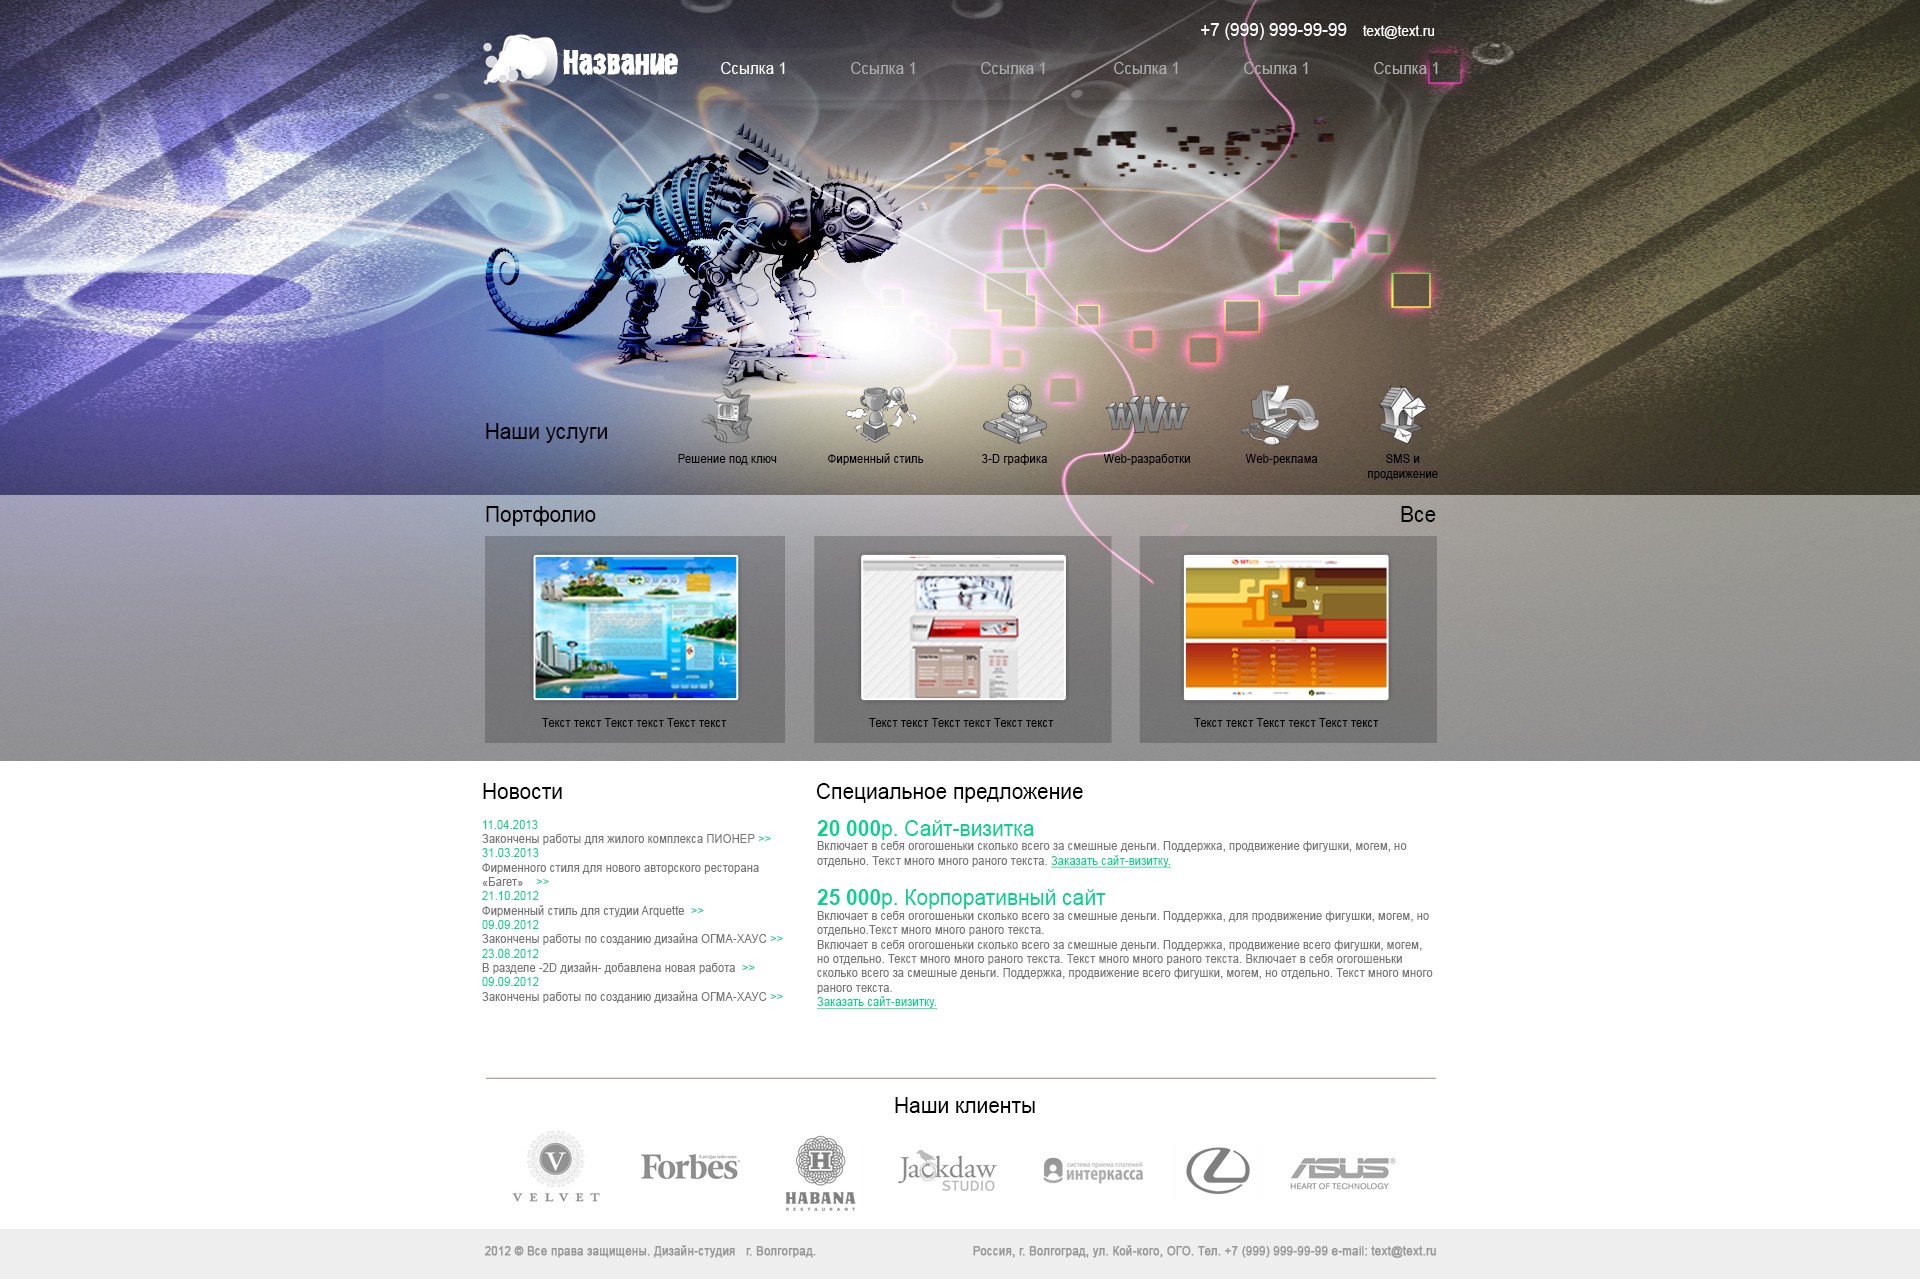 +7 (999) 999-99-99 text@text.ru
Название
Ссылка 1 Ссылка 1 Ссылка 1 Ссылка 1 Ссылка 1 Ссылка 1
Наши услуги
Решение под ключ
Фирменный стиль
3-D графика
Web-разработки
Web-реклама
SMS и
продвижение
Портфолио
Все
Текст текст Текст текст Текст текст
Текст текст Текст текст Текст текст
Текст текст Текст текст Текст текст
Новости
11.04.2013
Закончены работы для жилого комплекса ПИОНЕР >>
31.03.2013
Фирменного стиля для нового авторского ресторана
«Багет» >>
21.10.2012
Фирменный стиль для студии Arquette >>
09.09.2012
Закончены работы по созданию дизайна ОГМА-ХАУС >>
23.08.2012
В разделе -2D дизайн- добавлена новая работа >>
09.09.2012
Закончены работы по созданию дизайна ОГМА-ХАУС >>
Специальное предложение
20 000р. Сайт-визитка
Включает в себя огогошеньки сколько всего за смешные деньги. Поддержка, продвижение фигушки, могем, но
отдельно. Текст много много раного текста. Заказать сайт-визитку.
25 000р. Корпоративный сайт
Включает в себя огогошеньки сколько всего за смешные деньги. Поддержка, для продвижение фигушки, могем, но
отдельно.Текст много много раного текста.
Включает в себя огогошеньки сколько всего за смешные деньги. Поддержка, продвижение всего фигушки, могем,
но отдельно. Текст много много раного текста. Текст много много раного текста. Включает в себя огогошеньки
сколько всего за смешные деньги. Поддержка, продвижение всего фигушки, могем, но отдельно. Текст много много
раного текста.
Заказать сайт-визитку.
Наши клиенты
V
VELVET
Forbes
H
HABANA
RESTAURANT
Jackdaw
STUDIO
система приема платежей
интеркасса
ASUS
HEART OF TECHNOLOGY
2012 © Все права защищены. Дизайн-студия г. Волгоград.
Россия, г. Волгоград, ул. Кой-кого, ОГО. Тел. +7 (999) 999-99-99 e-mail: text@text.ru